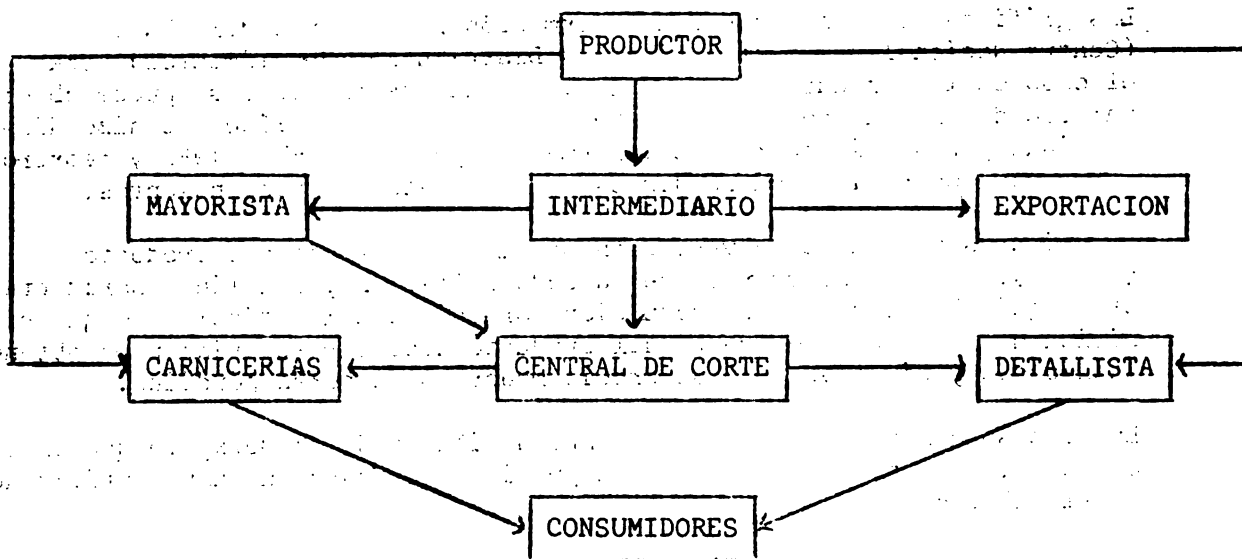 PRODUCTOR
MAYORISTA INTERMEDIARIO EXPORTACION
CARNICERIAS CENTRAL DE CORTE DETALLISTA
CONSUMIDORES